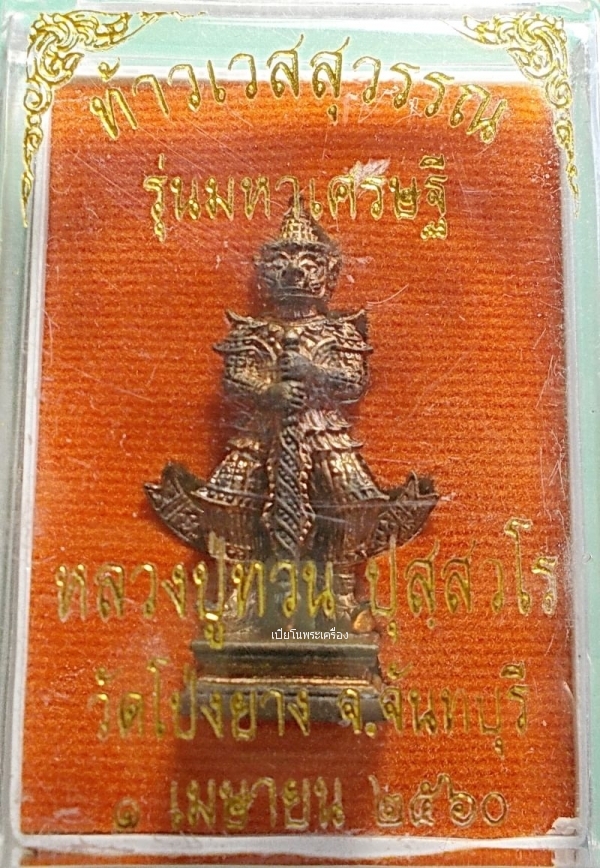 ท้าวเวสสุวรรณ
รุ่นมหาเศรษฐี
หลวงปู่ทวน ปุสฺสวโร
เปียโนพระเครื่อง
วัดโป่งยาง จ.จันทบุรี
๑ เมษายน ๒๕๖๐